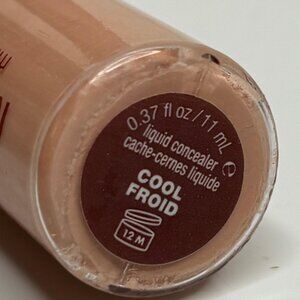 0.37 fl oz / 11 mL ℮
liquid concealer
cache-cernes liquide
COOL
FROID
12 M